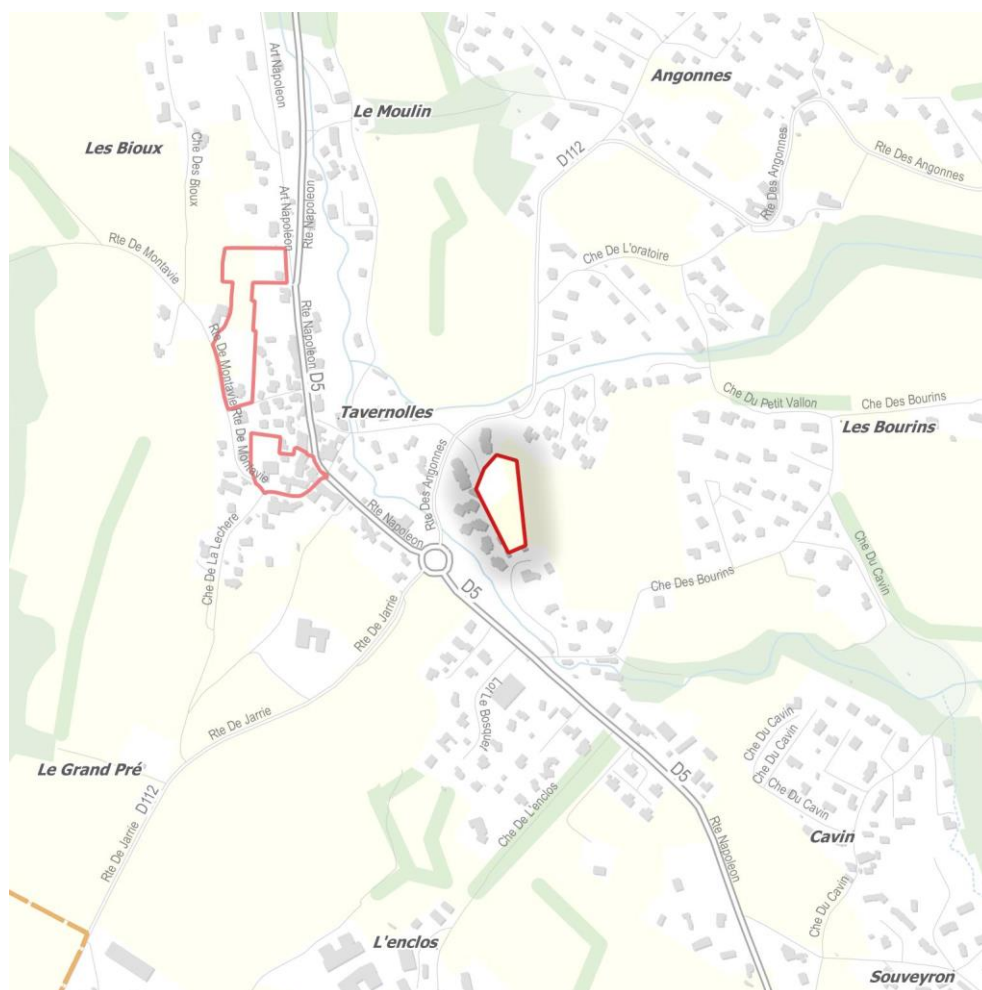 Art Napoleon
Angonnes
Le Moulin
Les Bioux
Che Des Bioux
D112
Rte Des Angonnes
Rte Des Angonnes
Art Napoleon
Rte Napoleon
Rte De Montavie
Che De L'oratoire
Rte De Montavie
Rte Napoleon
D5
Che Du Petit Vallon
Che Des Bourins
Tavernolles
Les Bourins
Rte De Montavie
Rte Des Angonnes
Rte Napoleon
Che De La Lechere
D5
Che Des Bourins
Che Du Cavin
Rte De Jarrie
Lot Le Bosquet
Rte De Jarrie
Che Du Cavin
Che Du Cavin
Le Grand Pré
D5
Che Du Cavin
D112
Che De L'enclos
Rte Napoleon
Cavin
Rte De Jarrie
Che Du Cavin
L'enclos
Souveyron